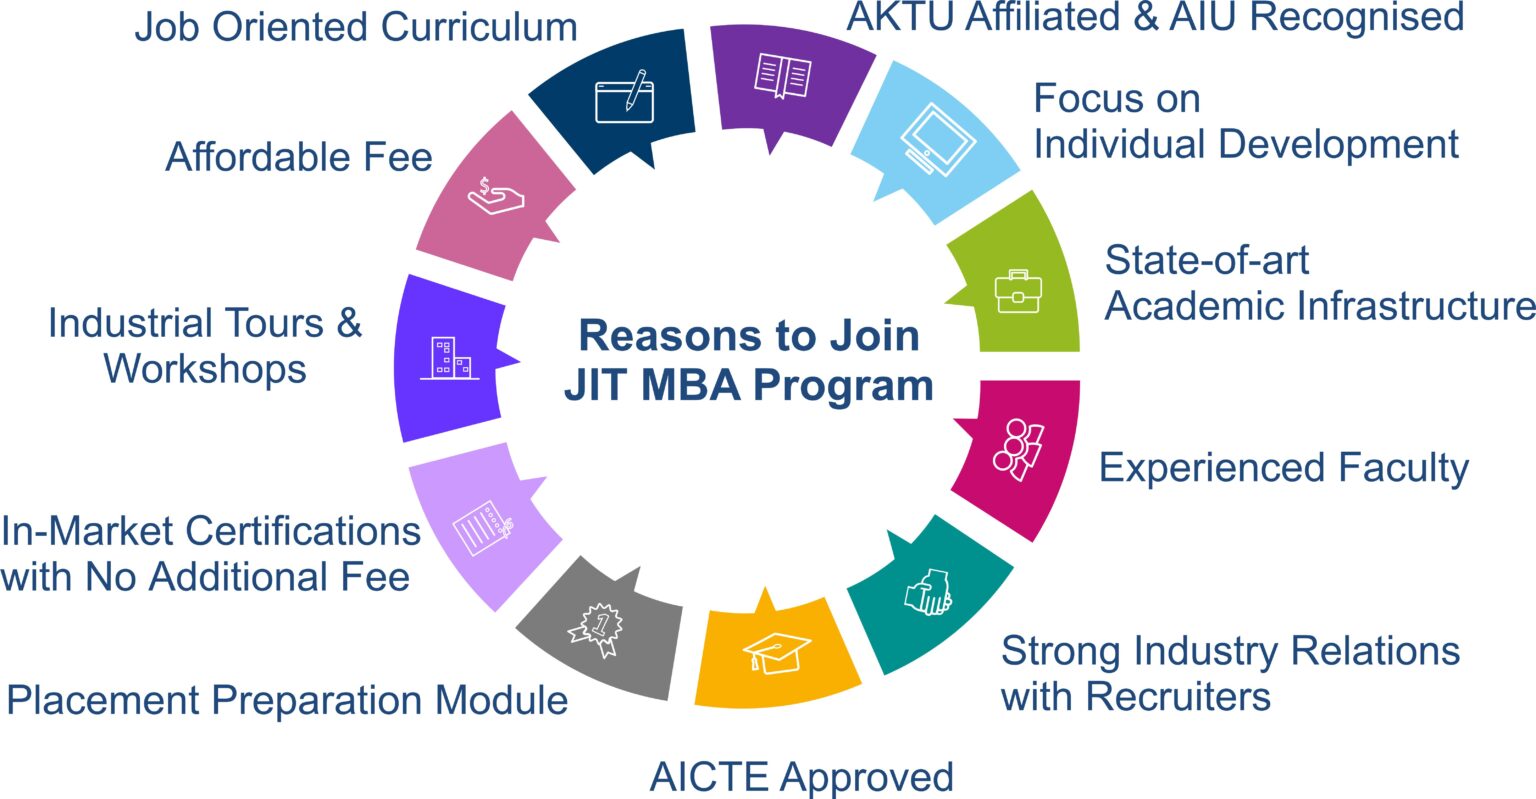 Reasons to Join
JIT MBA Program
AKTU Affiliated & AIU Recognised
Focus on
Individual Development
State-of-art
Academic Infrastructure
Experienced Faculty
Strong Industry Relations
with Recruiters
AICTE Approved
Placement Preparation Module
1
In-Market Certifications
with No Additional Fee
$
Industrial Tours &
Workshops
Affordable Fee
$
Job Oriented Curriculum